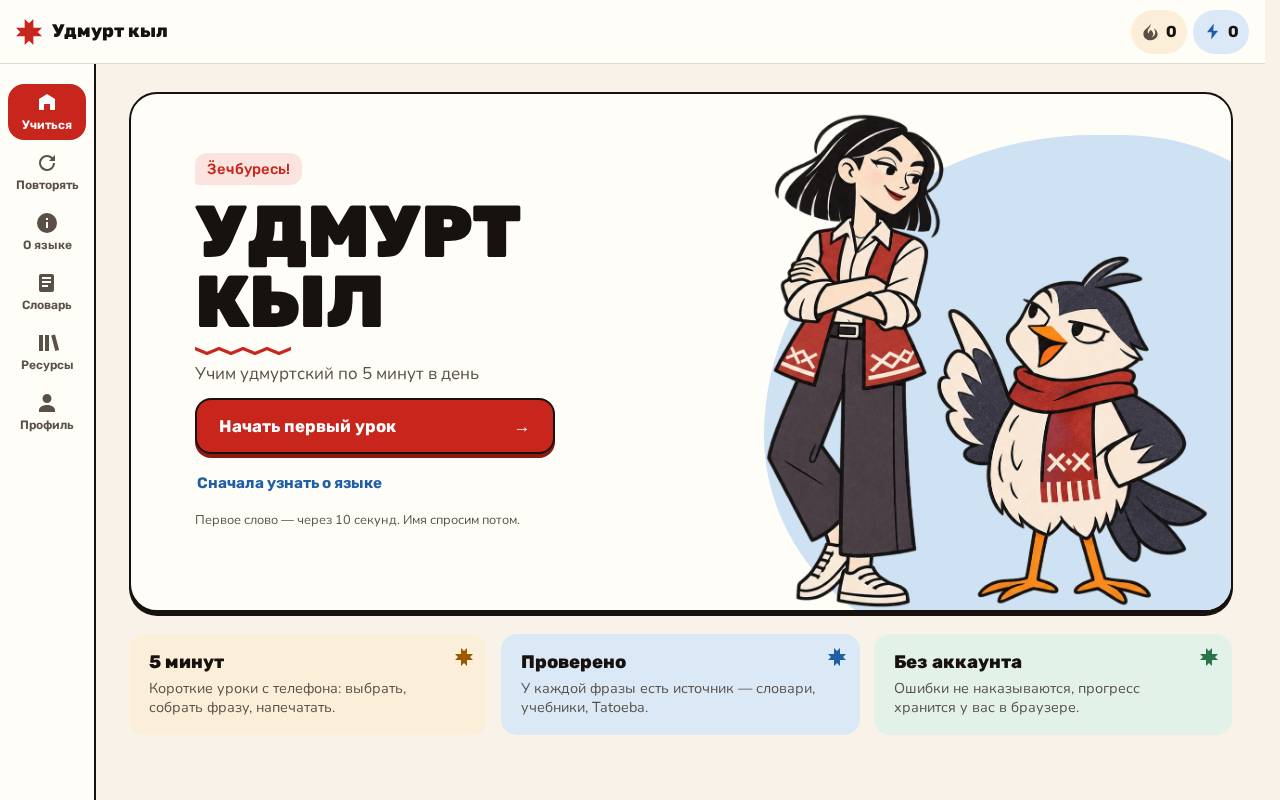 Удмурт кыл
0
0
Учиться
Повторять
О языке
Словарь
Ресурсы
Профиль
Ӟечбуресь!
УДМУРТ
КЫЛ
Учим удмуртский по 5 минут в день
Начать первый урок →
Сначала узнать о языке
Первое слово — через 10 секунд. Имя спросим потом.
5 минут
Короткие уроки с телефона: выбрать,
собрать фразу, напечатать.
Проверено
У каждой фразы есть источник — словари,
учебники, Tatoeba.
Без аккаунта
Ошибки не наказываются, прогресс
хранится у вас в браузере.